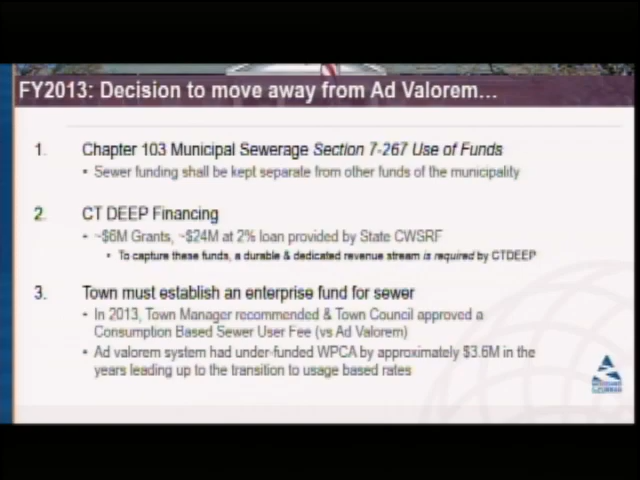 FY2013: Decision to move away from Ad Valorem…
1. Chapter 103 Municipal Sewerage Section 7-267 Use of Funds
• Sewer funding shall be kept separate from other funds of the municipality
2. CT DEEP Financing
• ~$6M Grants, ~$24M at 2% loan provided by State CWSRF
• To capture these funds, a durable & dedicated revenue stream is required by CTDEEP
3. Town must establish an enterprise fund for sewer
• In 2013, Town Manager recommended & Town Council approved a
Consumption Based Sewer User Fee (vs Ad Valorem)
• Ad valorem system had under-funded WPCA by approximately $3.6M in the
years leading up to the transition to usage based rates